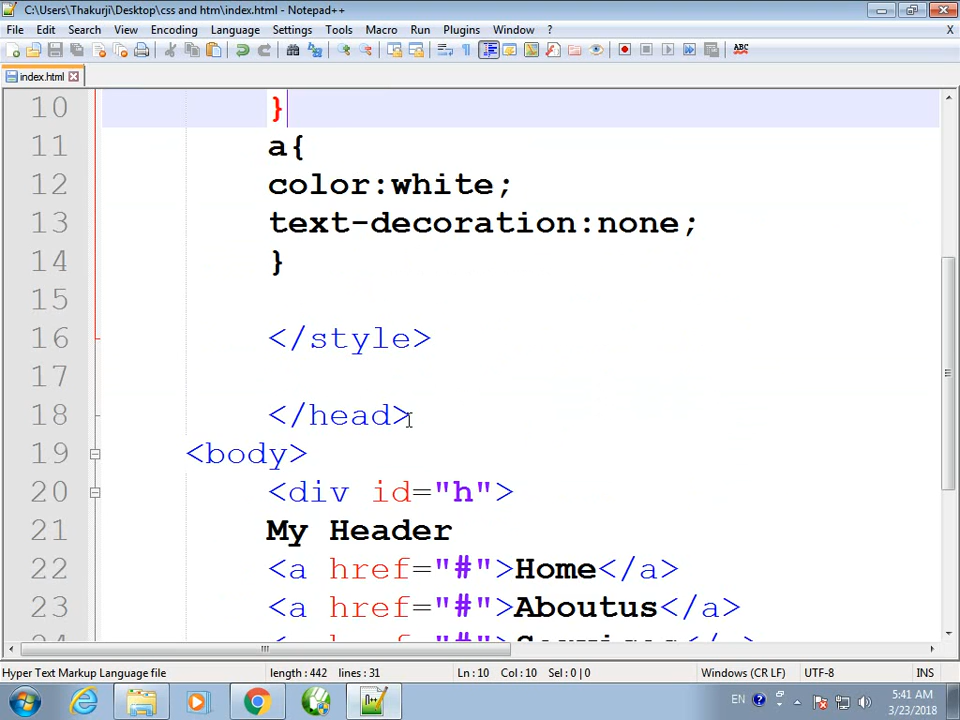 C:\Users\Thakurji\Desktop\css and htm\index.html - Notepad++
File Edit Search View Encoding Language Settings Tools Macro Run Plugins Window ? X
index.html
10 }
11 a{
12 color:white;
13 text-decoration:none;
14 }
15
16 </style>
17
18 </head>
19 <body>
20 <div id="h">
21 My Header
22 <a href="#">Home</a>
23 <a href="#">Aboutus</a>
Hyper Text Markup Language file length : 442 lines : 31 Ln : 10 Col : 10 Sel : 0 | 0 Windows (CR LF) UTF-8 INS
EN 5:41 AM
3/23/2018